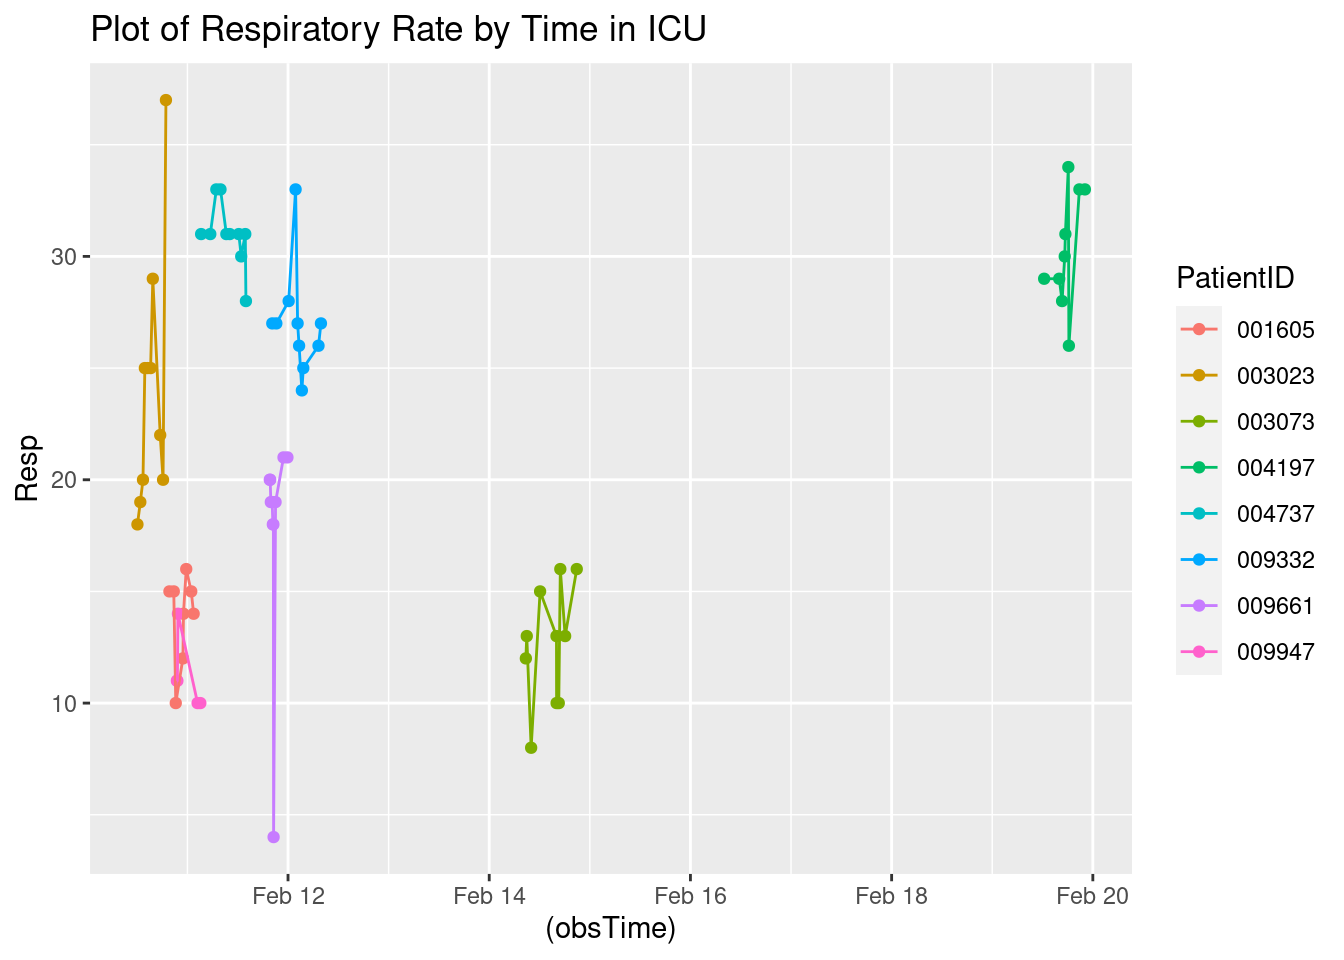 Plot of Respiratory Rate by Time in ICU
Resp
30
20
10
Feb 12
Feb 14
Feb 16
Feb 18
Feb 20
(obsTime)
PatientID
001605
003023
003073
004197
004737
009332
009661
009947